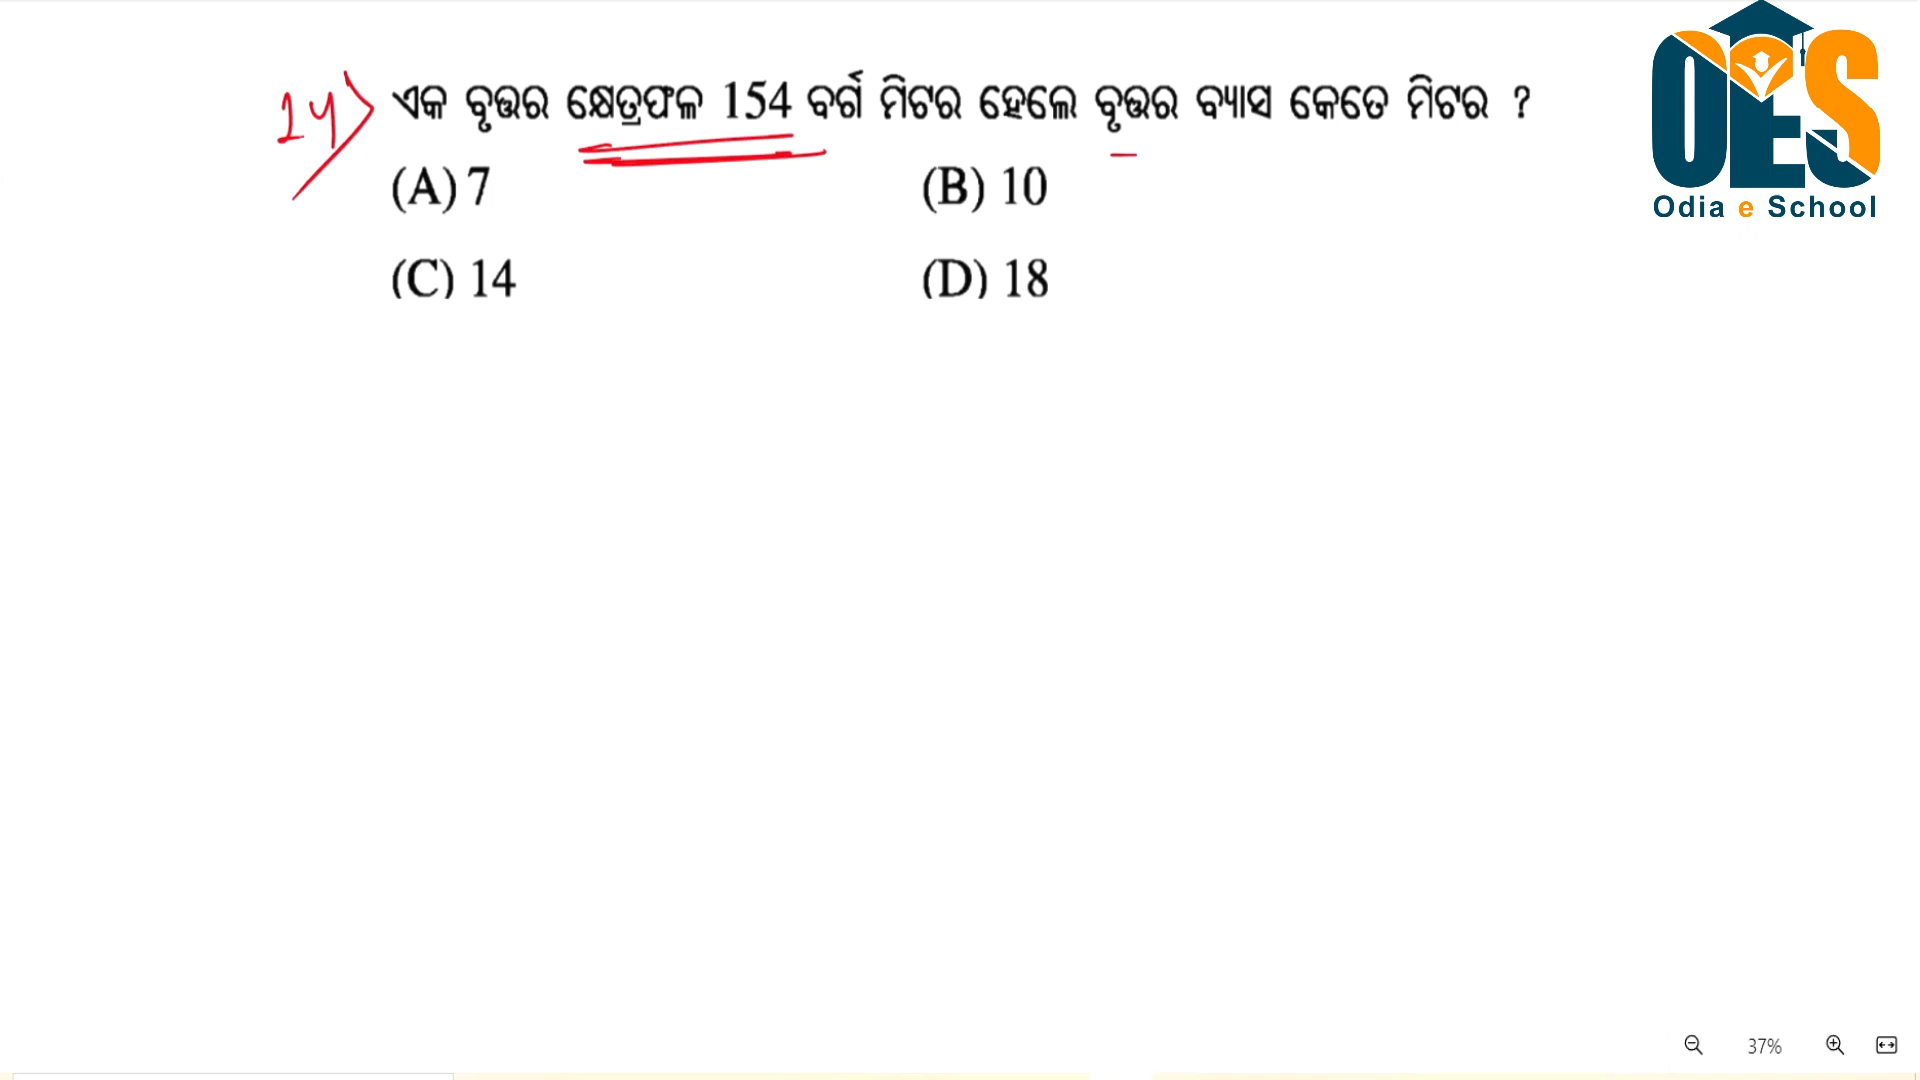 14) ଏକ ବୃତ୍ତର କ୍ଷେତ୍ରଫଳ 154 ବର୍ଗ ମିଟର ହେଲେ ବୃତ୍ତର ବ୍ୟାସ କେତେ ମିଟର ?
(A) 7 (B) 10
(C) 14 (D) 18
OES
Odia e School
37%